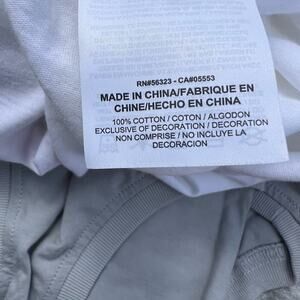 RN#56323 - CA#05553
MADE IN CHINA/FABRIQUE EN
CHINE/HECHO EN CHINA
100% COTTON / COTON / ALGODON
EXCLUSIVE OF DECORATION / DECORATION
NON COMPRISE / NO INCLUYE LA
DECORACION